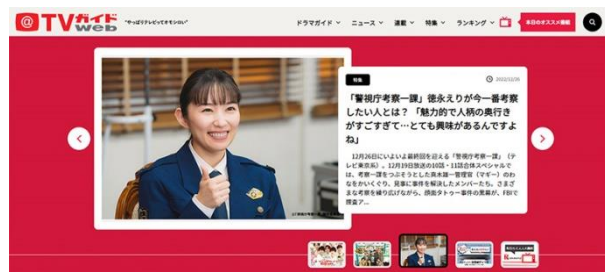 @TVガイド
Web
"やっぱりテレビってオモシロい"
ドラマガイド
ニュース
連載
特集
ランキング
本日のオススメ番組
特集
2022/12/25
「警視庁考察一課」徳永えりが今一番考察
したい人とは？ 「魅力的で人柄の奥行き
がすごすぎて…とても興味があるんですよ
ね」
12月26日にいよいよ最終回を迎える「警視庁考察一課」（テ
レビ東京系）。12月19日放送の10話・11話合体スペシャルで
は、考察一課をつぶそうとした真木雄一管理官（マギー）のわ
なをかいくぐり、見事に事件を解決したメンバーたち。さまざ
まな考察を繰り広げながら、顔面タトゥー事件の黒幕が、FBIで
捜査ア...